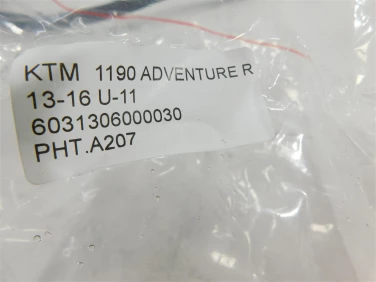 KTM 1190 ADVENTURE R
13-16 U-11
6031306000030
PHT.A207